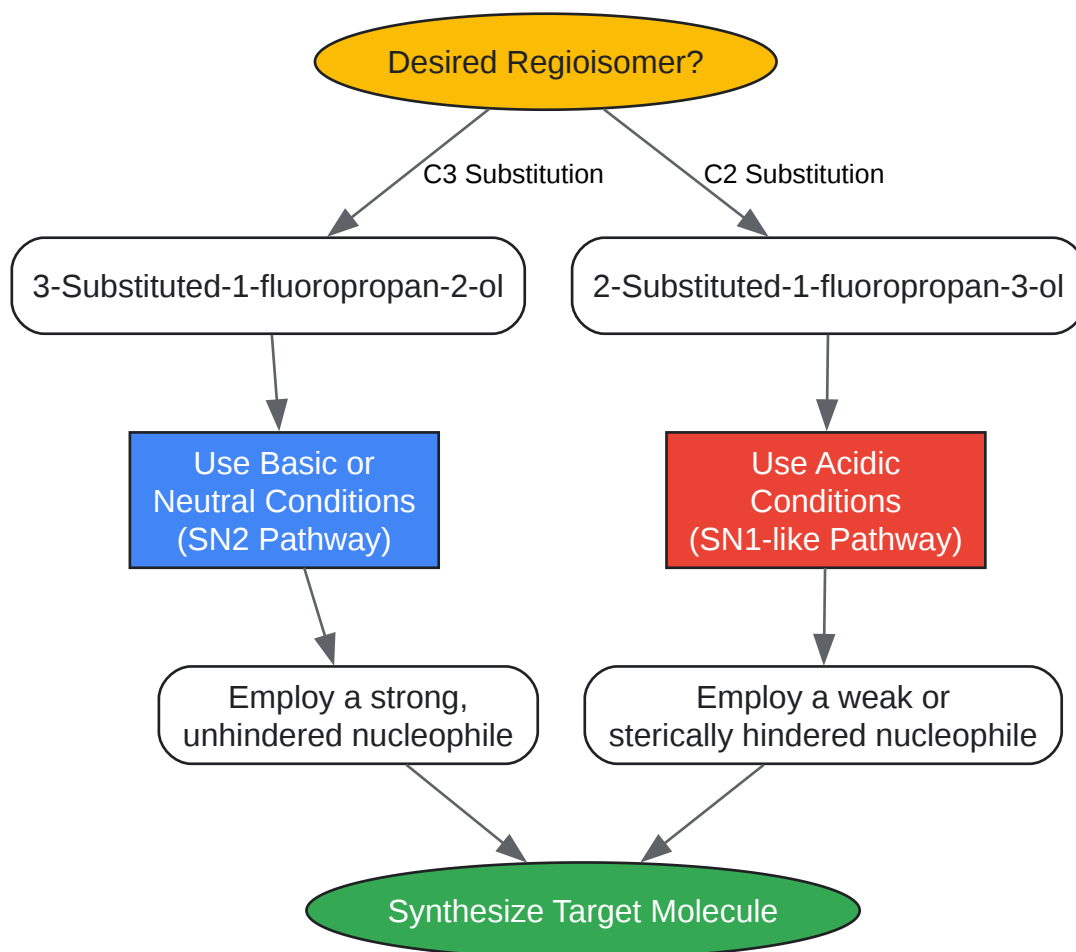 Desired Regioisomer?
C3 Substitution
C2 Substitution
3-Substituted-1-fluoropropan-2-ol
2-Substituted-1-fluoropropan-3-ol
Use Basic or
Neutral Conditions
(SN2 Pathway)
Use Acidic
Conditions
(SN1-like Pathway)
Employ a strong,
unhindered nucleophile
Employ a weak or
sterically hindered nucleophile
Synthesize Target Molecule